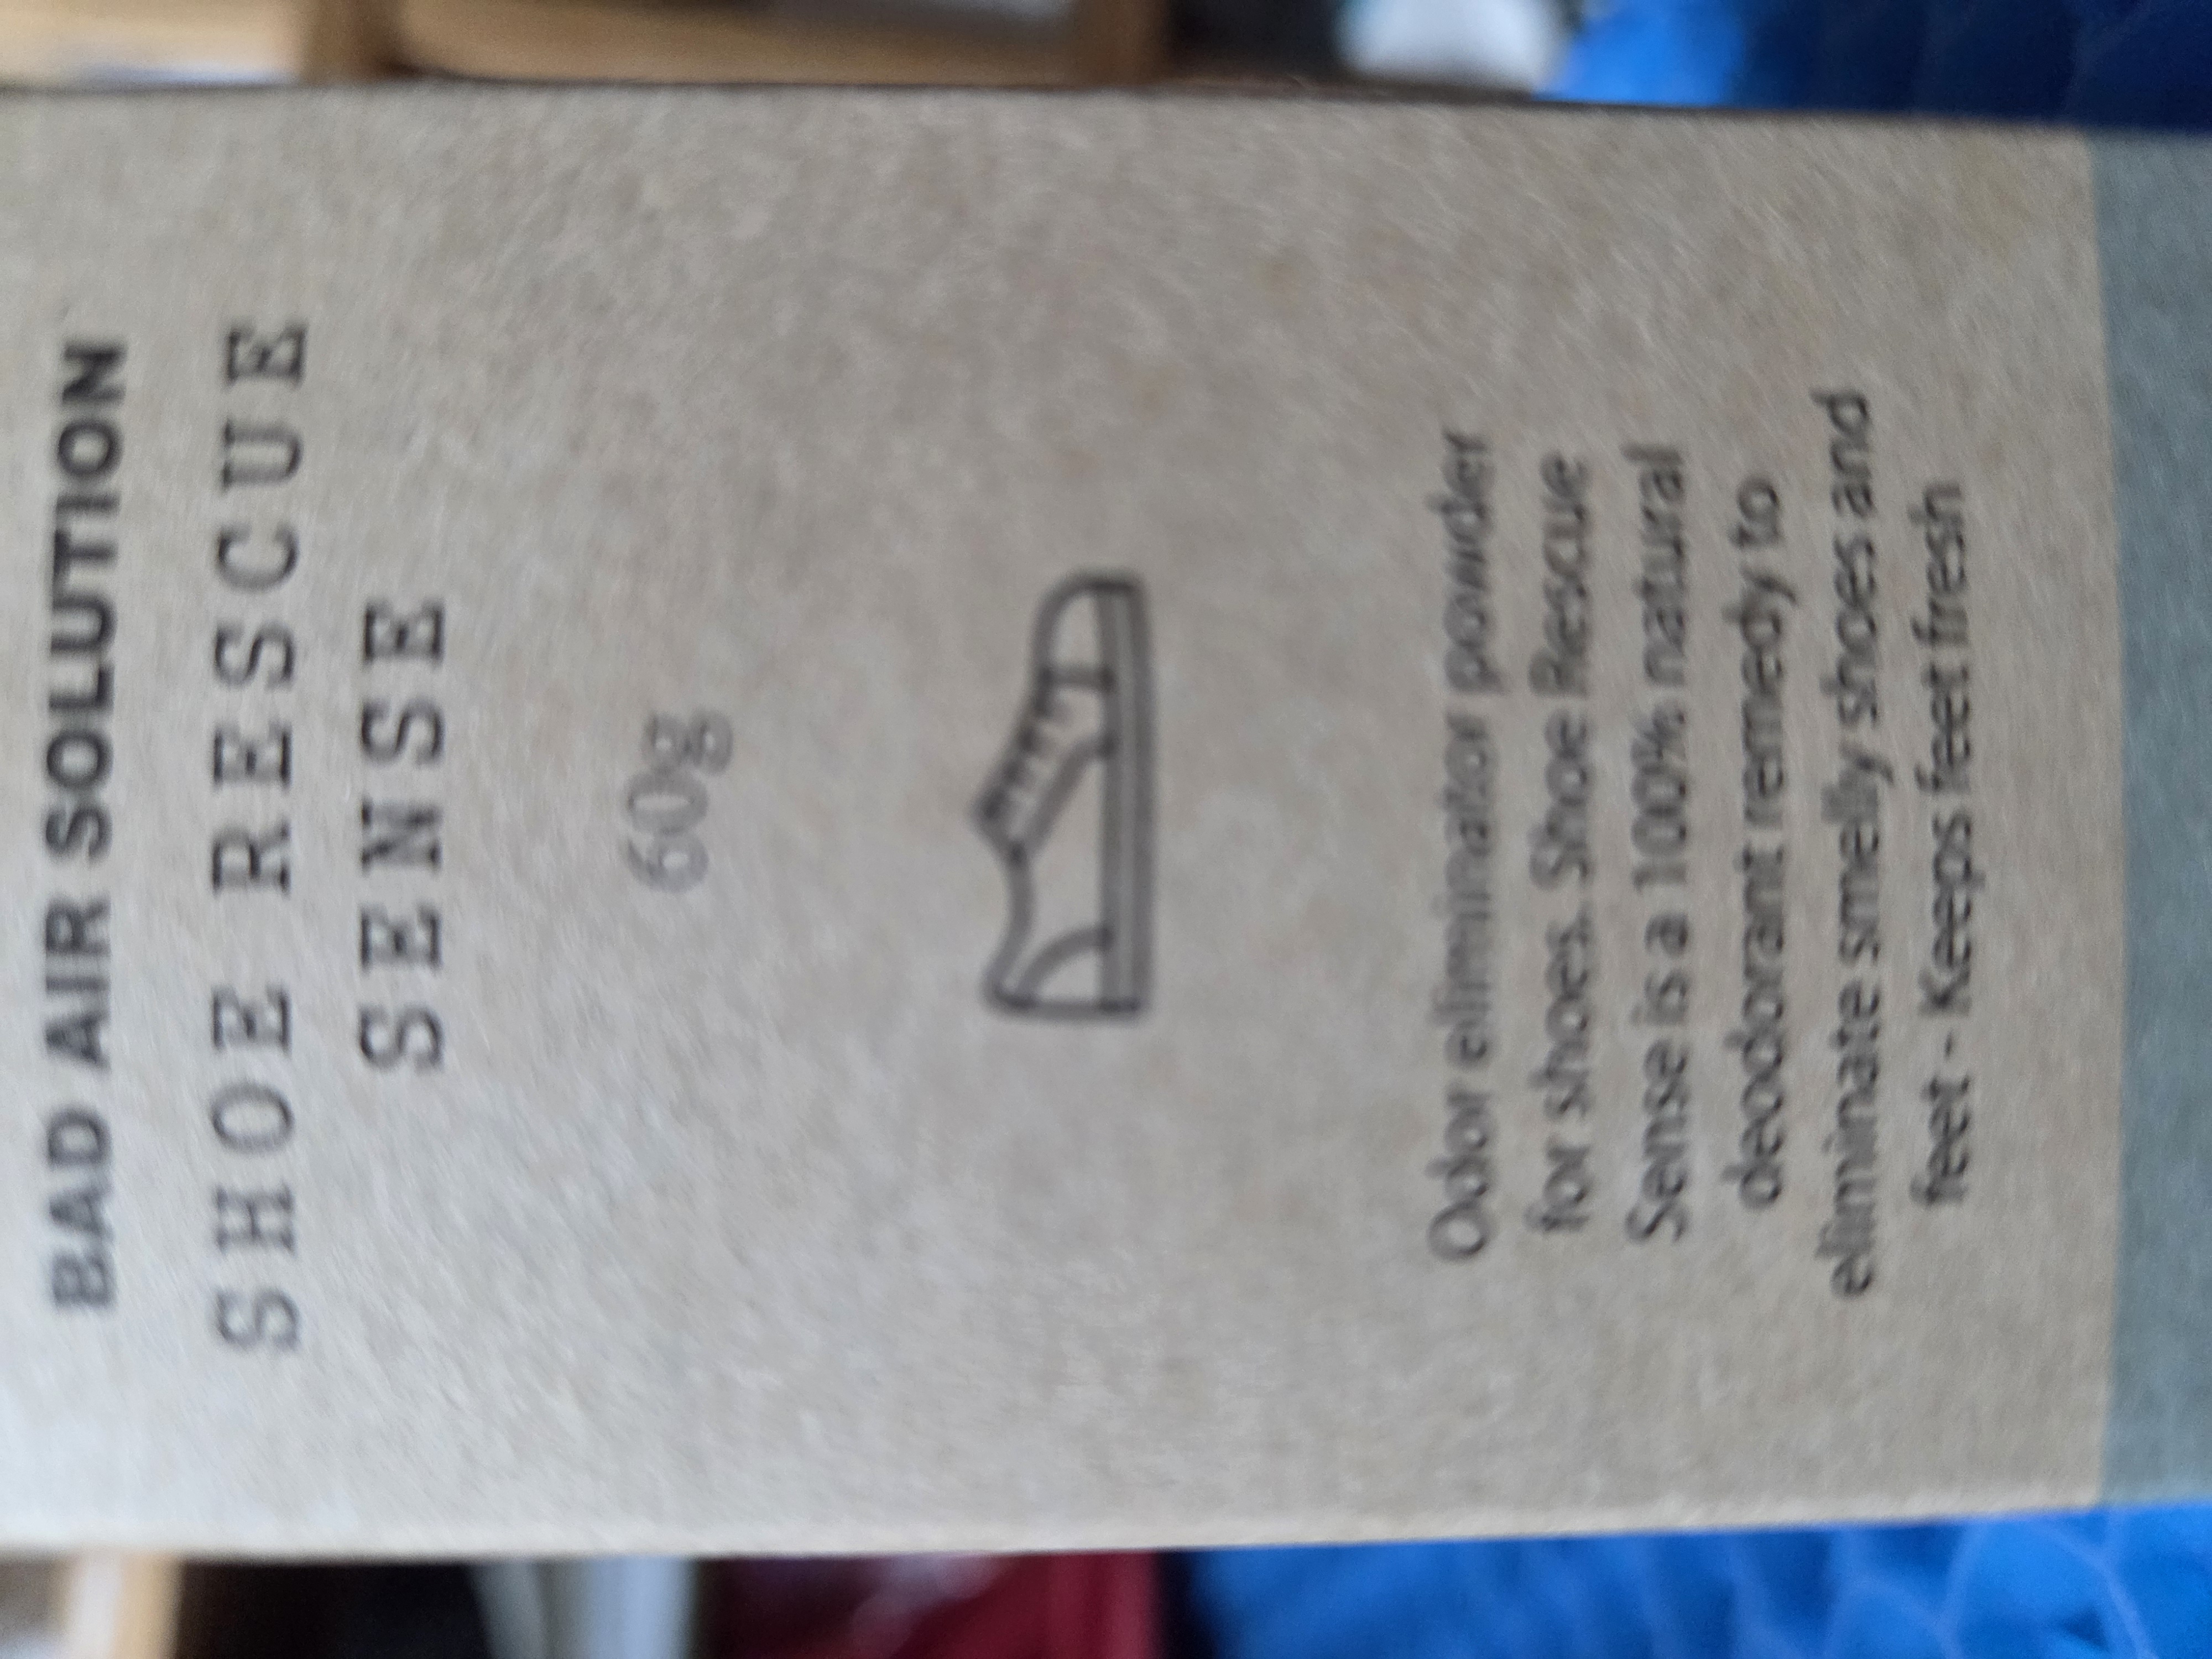 BAD AIR SOLUTION
SHOE RESCUE
SENSE
60g
Odor eliminator powder
for shoes. Shoe Rescue
Sense is a 100% natural
deodorant remedy to
eliminate smelly shoes and
feet - Keeps feet fresh